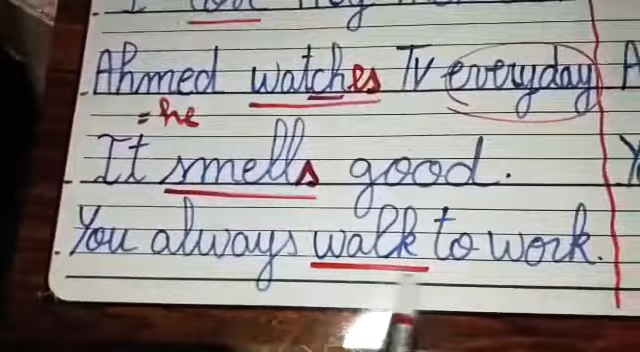 Ahmed watches TV everyday
= he
It smells good.
You always walk to work.